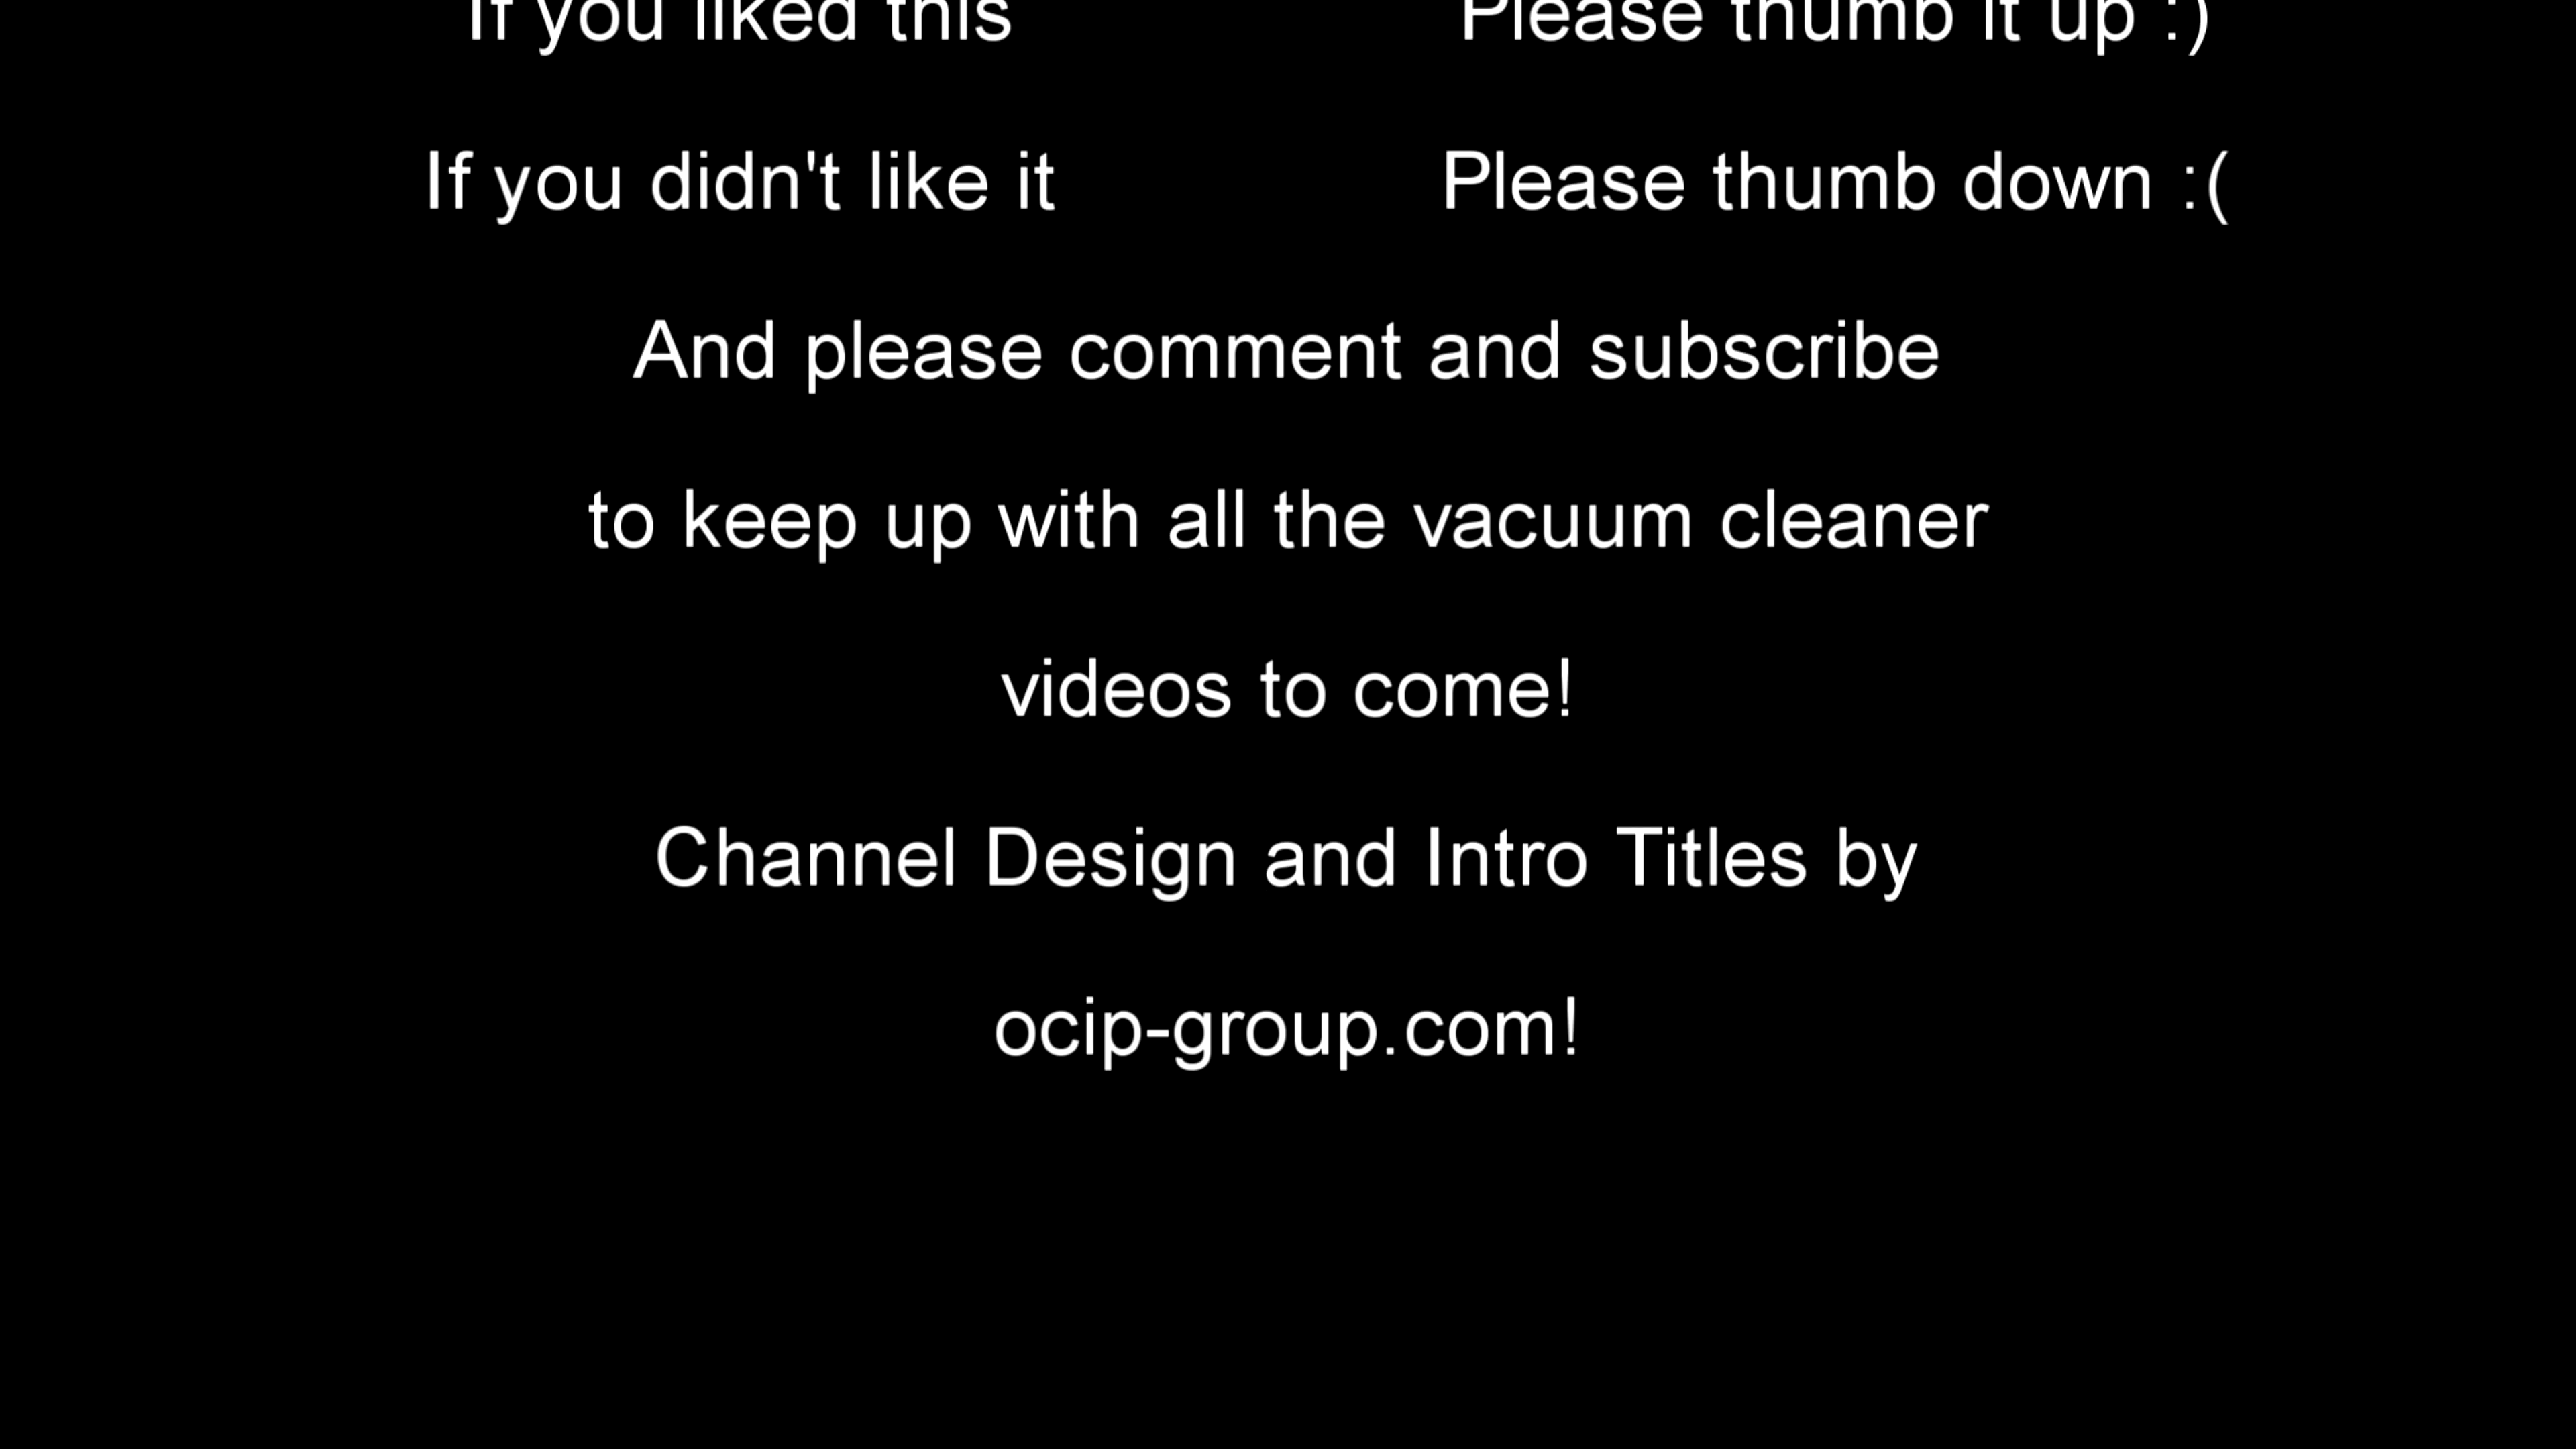 If you liked this Please thumb it up :)
If you didn't like it Please thumb down :(
And please comment and subscribe
to keep up with all the vacuum cleaner
videos to come!
Channel Design and Intro Titles by
ocip-group.com!